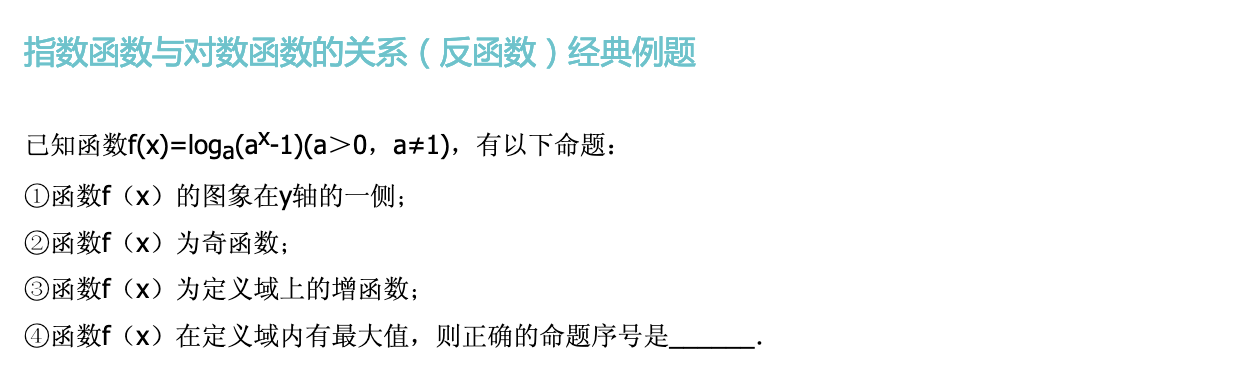 指数函数与对数函数的关系（反函数）经典例题
已知函数f(x)=logₐ(aˣ-1)(a＞0，a≠1)，有以下命题：
①函数f（x）的图象在y轴的一侧；
②函数f（x）为奇函数；
③函数f（x）为定义域上的增函数；
④函数f（x）在定义域内有最大值，则正确的命题序号是______．